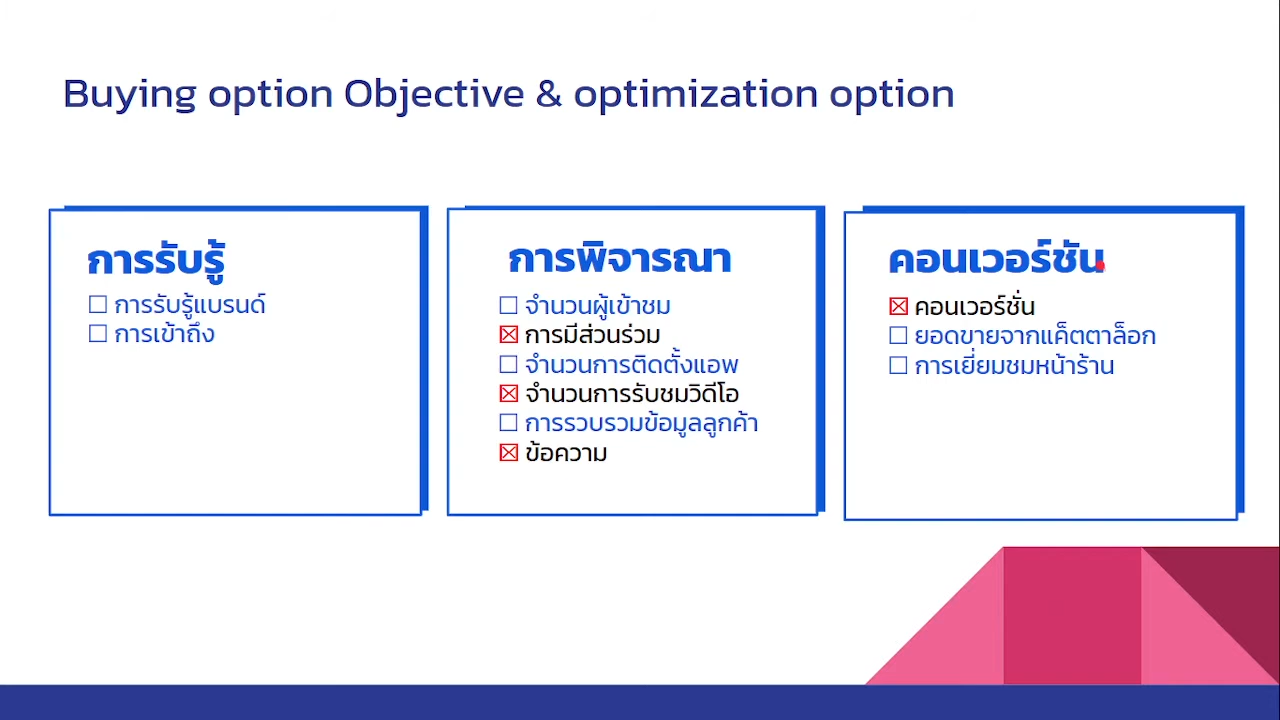 Buying option Objective & optimization option
การรับรู้
☐ การรับรู้แบรนด์
☐ การเข้าถึง
การพิจารณา
☐ จำนวนผู้เข้าชม
☒ การมีส่วนร่วม
☐ จำนวนการติดตั้งแอพ
☒ จำนวนการรับชมวิดีโอ
☐ การรวบรวมข้อมูลลูกค้า
☒ ข้อความ
คอนเวอร์ชัน
☒ คอนเวอร์ชั่น
☐ ยอดขายจากแค็ตตาล็อก
☐ การเยี่ยมชมหน้าร้าน